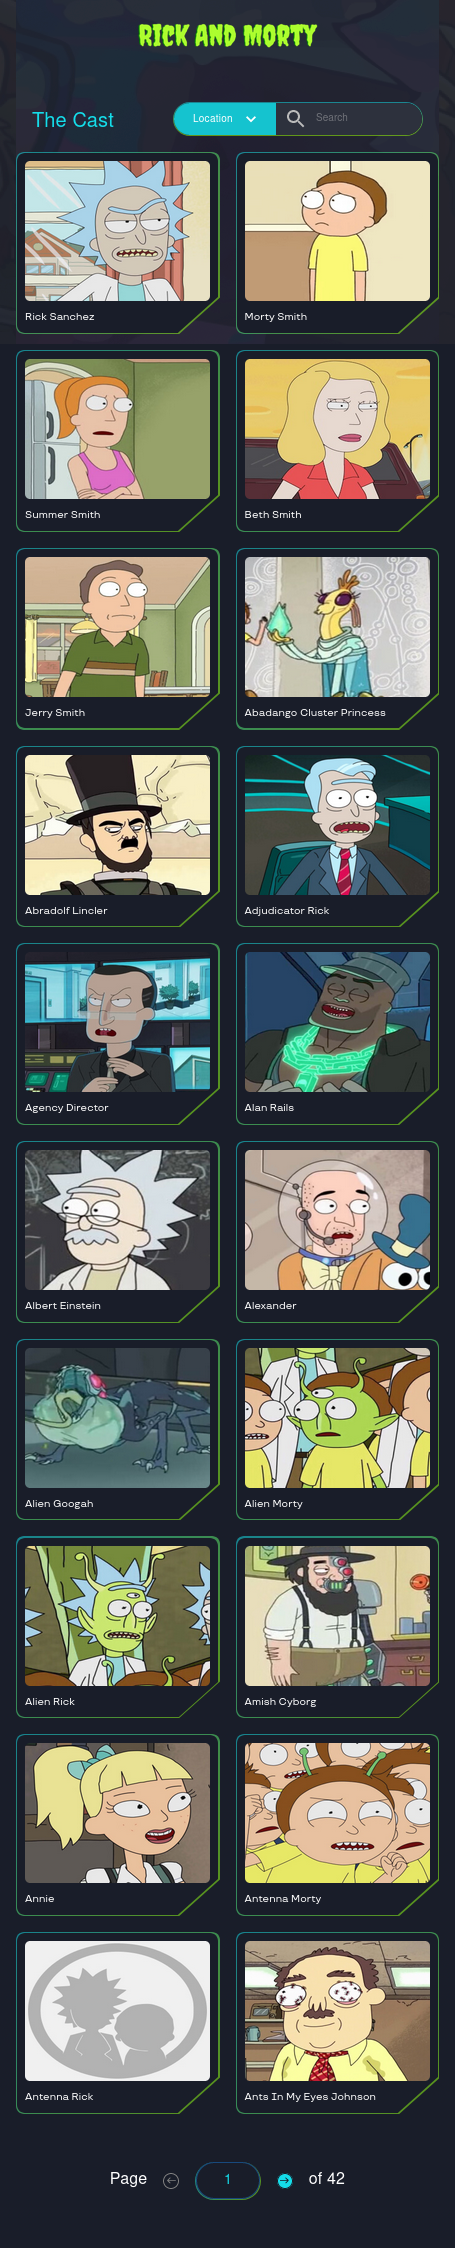 RICK AND MORTY
The Cast
Location
Search
Rick Sanchez
Morty Smith
Summer Smith
Beth Smith
Jerry Smith
Abadango Cluster Princess
Abradolf Lincler
Adjudicator Rick
Agency Director
Alan Rails
Albert Einstein
Alexander
Alien Googah
Alien Morty
Alien Rick
Amish Cyborg
Annie
Antenna Morty
Antenna Rick
Ants In My Eyes Johnson
Page 1 of 42